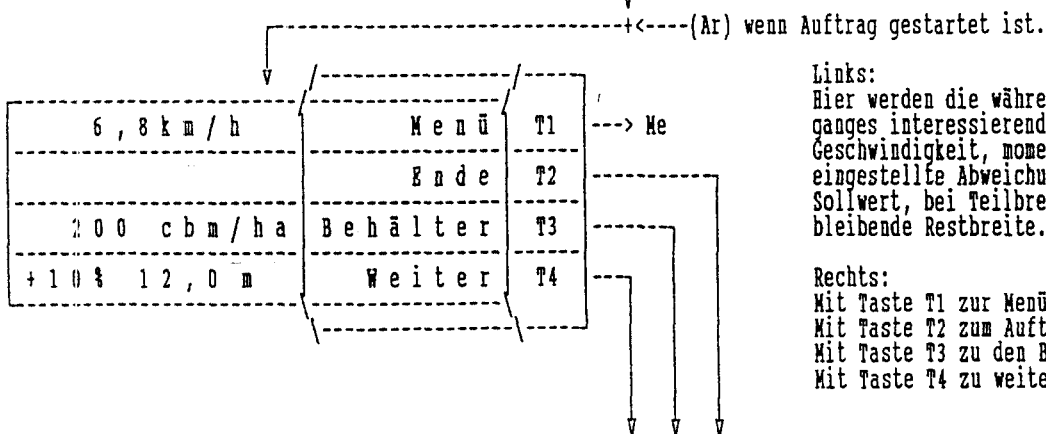 (Ar) wenn Auftrag gestartet ist.
6,8km/h Menü T1 ---> Me
Ende T2
200 cbm/ha Behälter T3
+10% 12,0 m Weiter T4
Links:
Hier werden die währe
ganges interessierend
Geschwindigkeit, mome
eingestellte Abweichu
Sollwert, bei Teilbre
bleibende Restbreite.
Rechts:
Mit Taste T1 zur Menü
Mit Taste T2 zum Auft
Mit Taste T3 zu den B
Mit Taste T4 zu weite